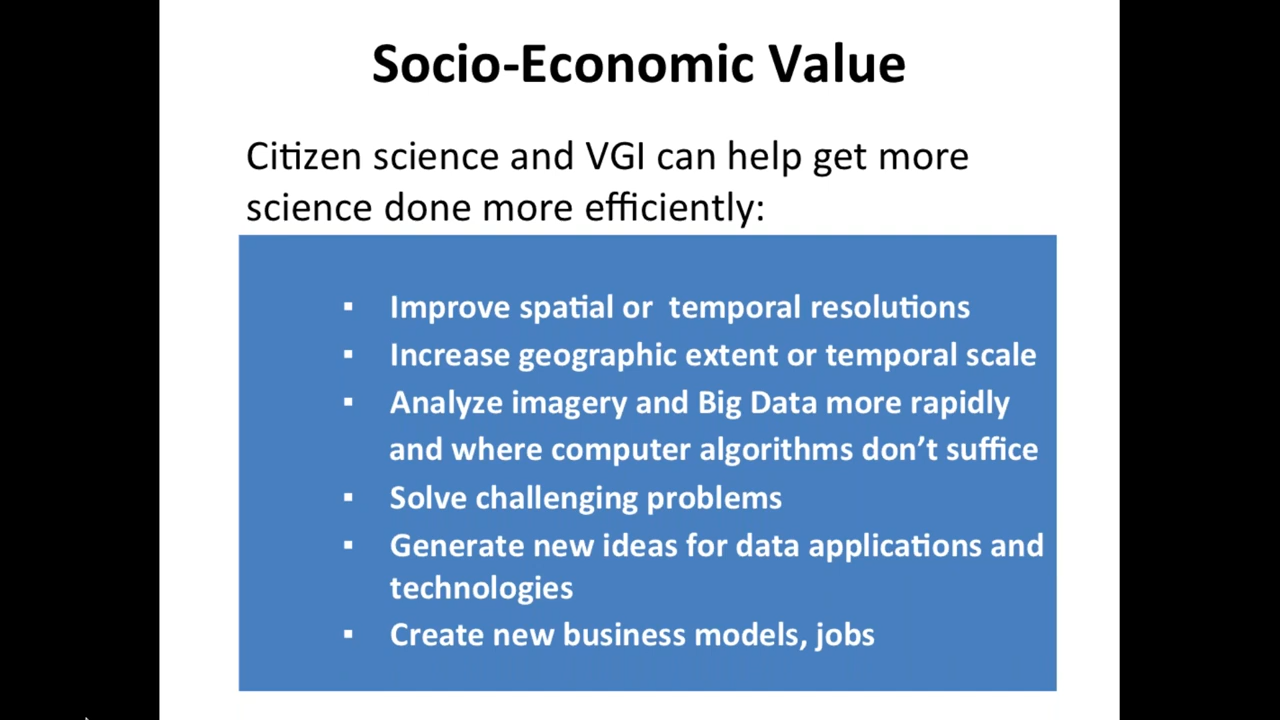 Socio-Economic Value
Citizen science and VGI can help get more
science done more efficiently:
▪ Improve spatial or  temporal resolutions
▪ Increase geographic extent or temporal scale
▪ Analyze imagery and Big Data more rapidly
and where computer algorithms don’t suffice
▪ Solve challenging problems
▪ Generate new ideas for data applications and
technologies
▪ Create new business models, jobs